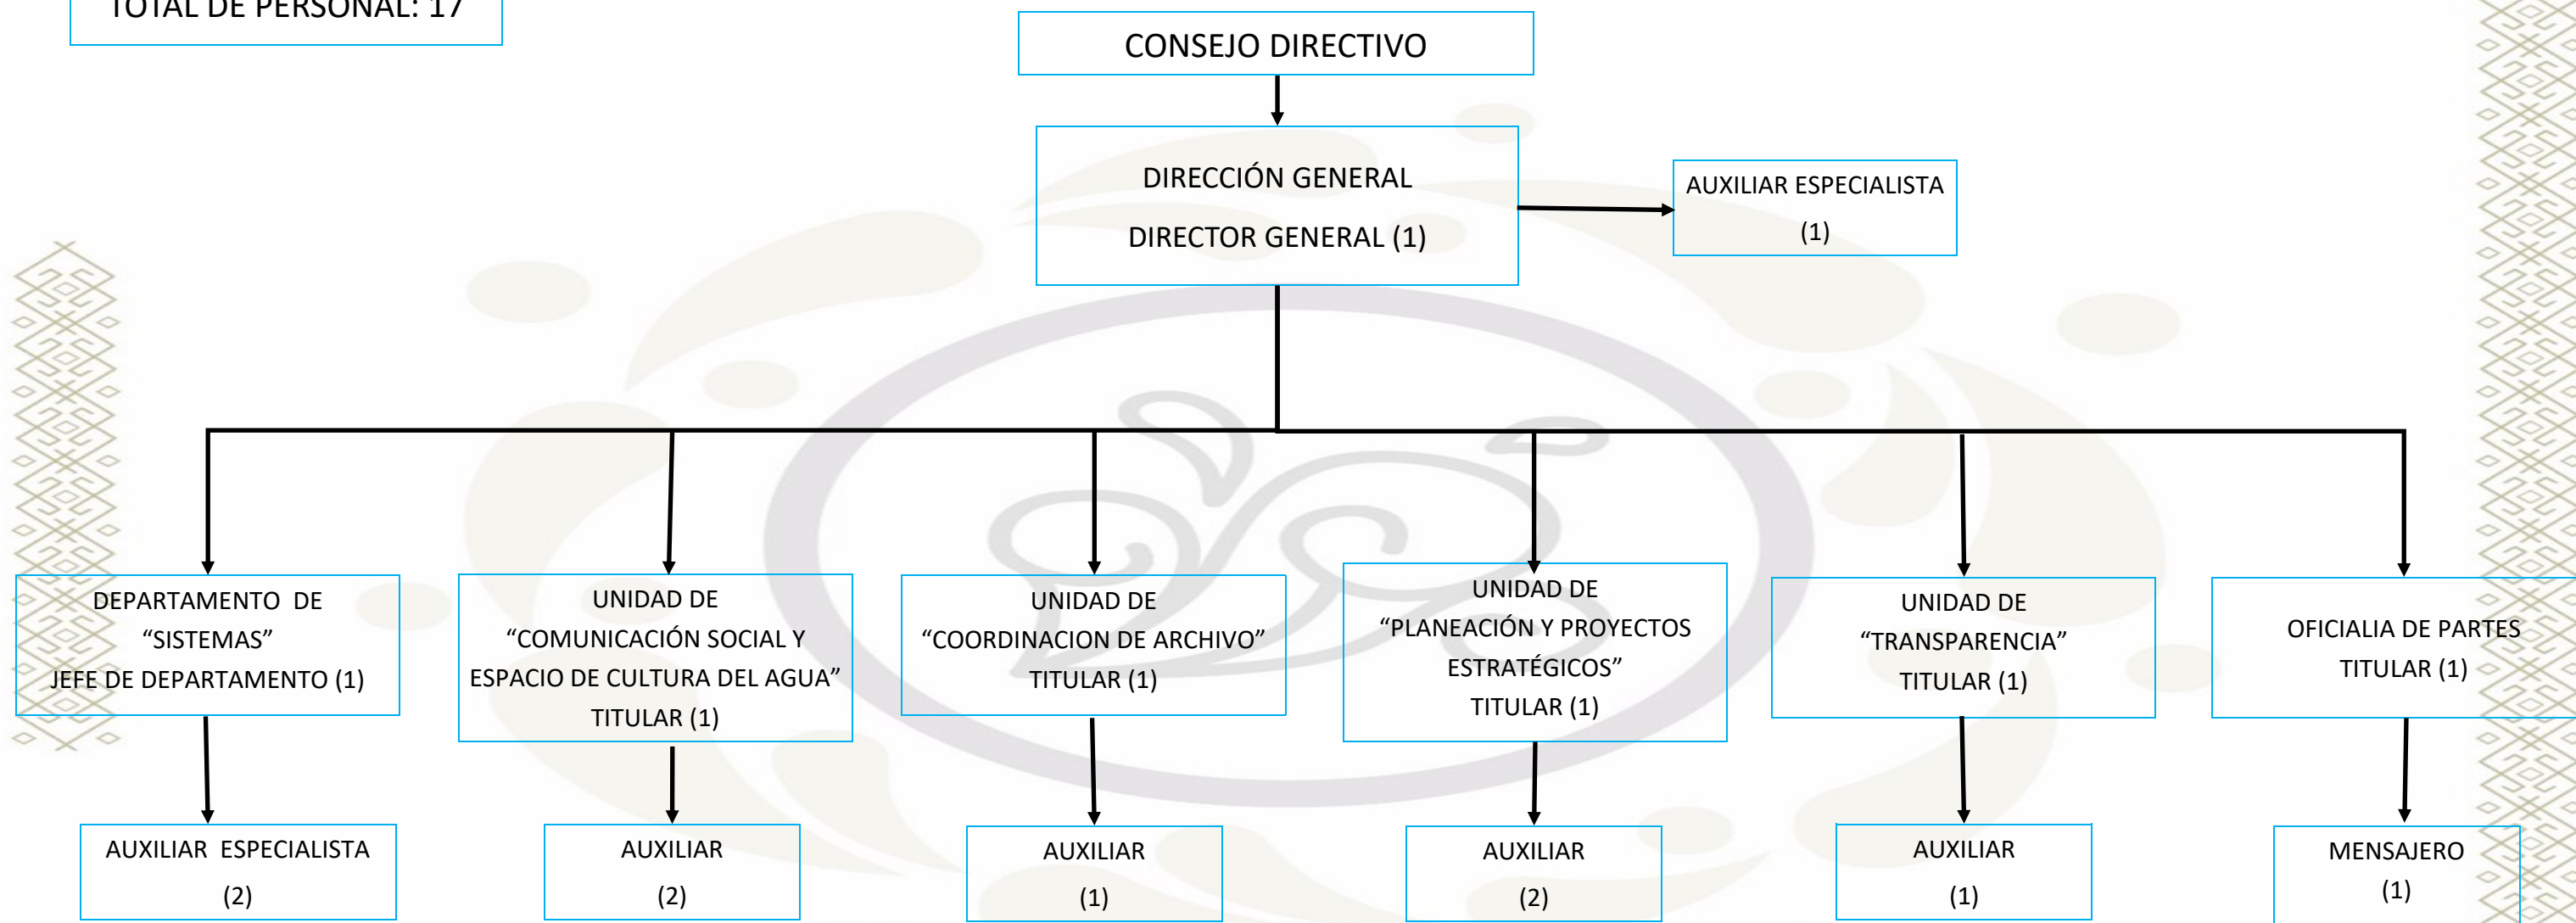 TOTAL DE PERSONAL: 17
CONSEJO DIRECTIVO
DIRECCIÓN GENERAL
DIRECTOR GENERAL (1)
AUXILIAR ESPECIALISTA
(1)
DEPARTAMENTO DE
“SISTEMAS”
JEFE DE DEPARTAMENTO (1)
UNIDAD DE
“COMUNICACIÓN SOCIAL Y
ESPACIO DE CULTURA DEL AGUA”
TITULAR (1)
UNIDAD DE
“COORDINACION DE ARCHIVO”
TITULAR (1)
UNIDAD DE
“PLANEACIÓN Y PROYECTOS
ESTRATÉGICOS”
TITULAR (1)
UNIDAD DE
“TRANSPARENCIA”
TITULAR (1)
OFICIALIA DE PARTES
TITULAR (1)
AUXILIAR ESPECIALISTA
(2)
AUXILIAR
(2)
AUXILIAR
(1)
AUXILIAR
(2)
AUXILIAR
(1)
MENSAJERO
(1)